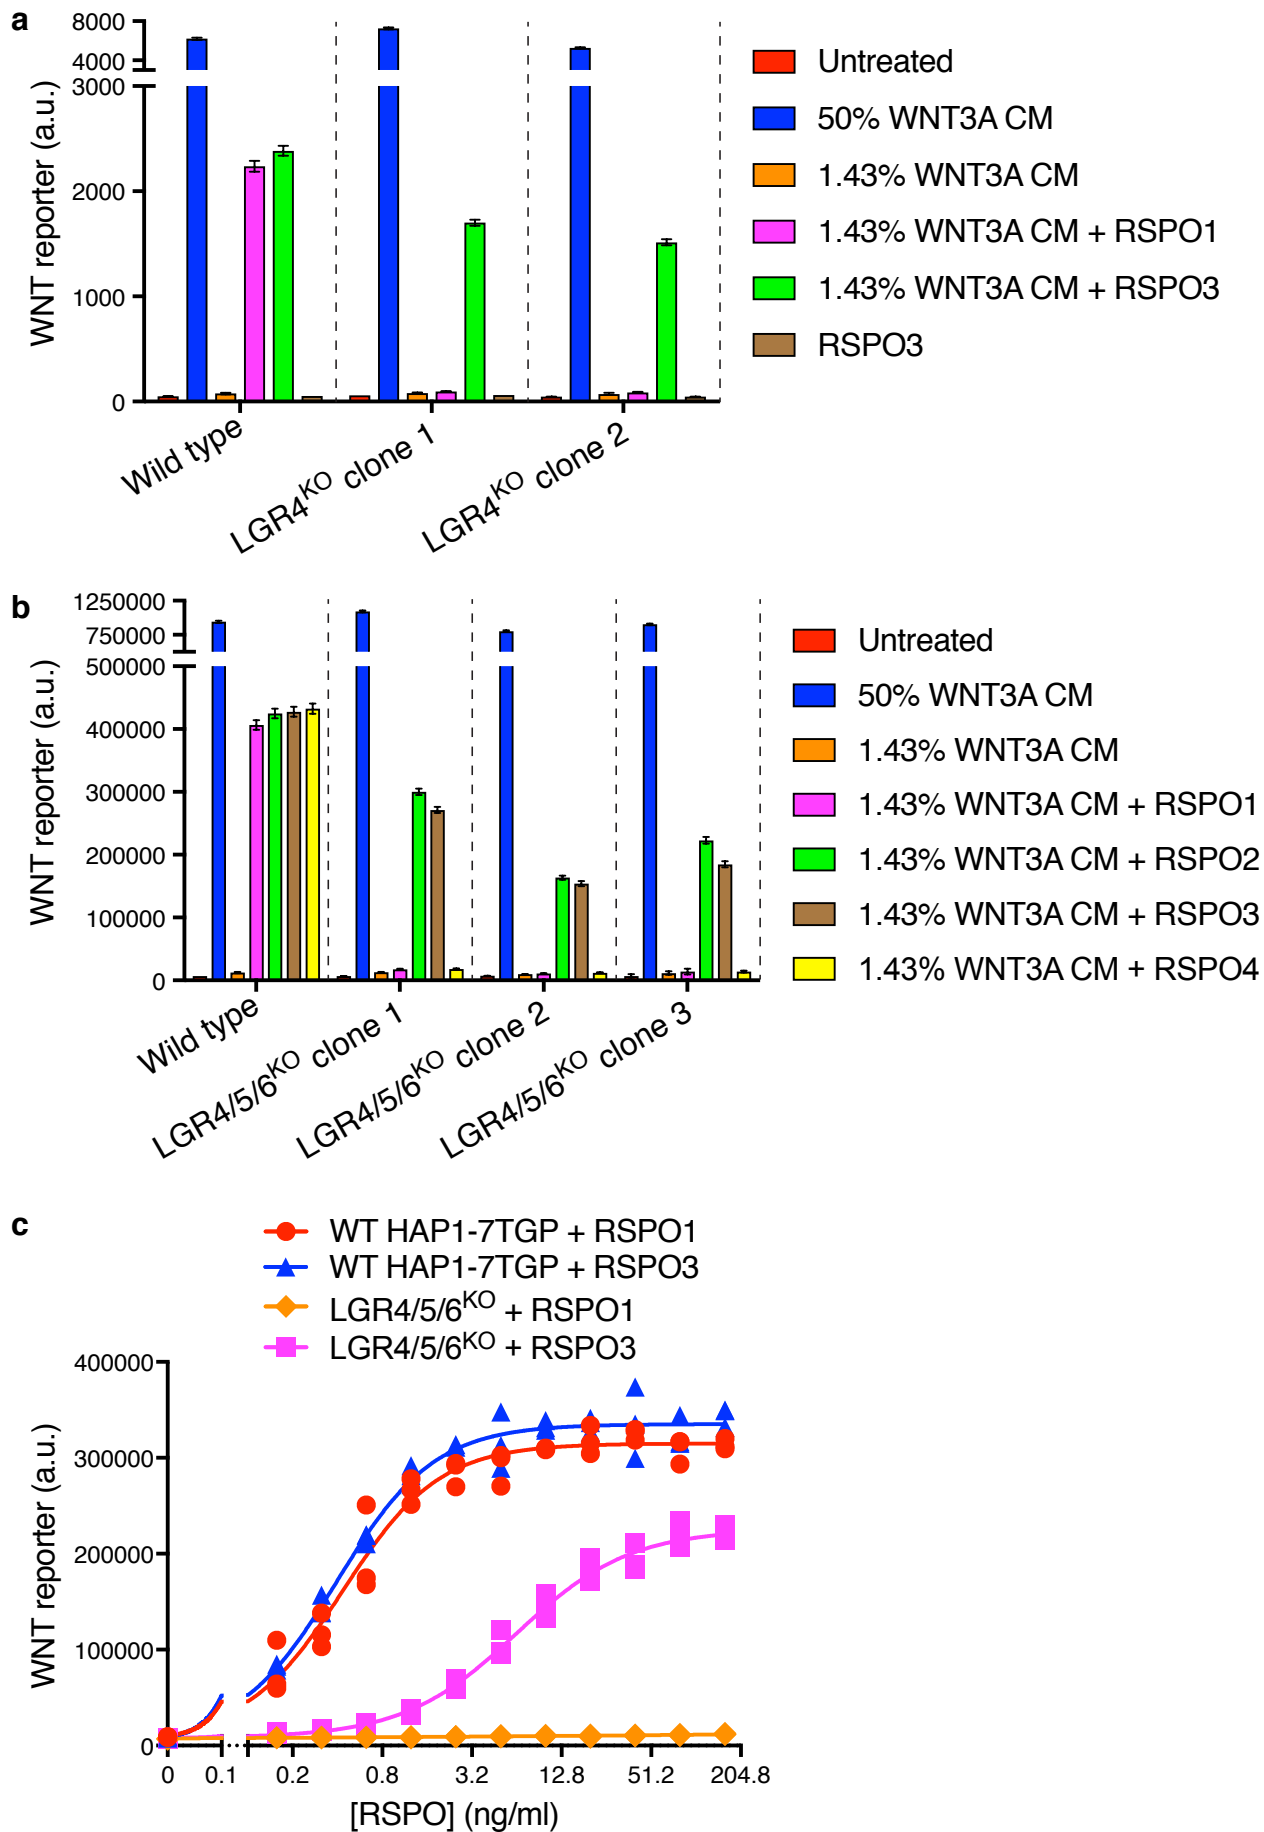 a
8000
4000
3000
2000
1000
0
WNT reporter (a.u.)
Wild type
LGR4KO clone 1
LGR4KO clone 2
Untreated
50% WNT3A CM
1.43% WNT3A CM
1.43% WNT3A CM + RSPO1
1.43% WNT3A CM + RSPO3
RSPO3
b
1250000
750000
500000
400000
300000
200000
100000
0
WNT reporter (a.u.)
Wild type
LGR4/5/6KO clone 1
LGR4/5/6KO clone 2
LGR4/5/6KO clone 3
Untreated
50% WNT3A CM
1.43% WNT3A CM
1.43% WNT3A CM + RSPO1
1.43% WNT3A CM + RSPO2
1.43% WNT3A CM + RSPO3
1.43% WNT3A CM + RSPO4
c
WT HAP1-7TGP + RSPO1
WT HAP1-7TGP + RSPO3
LGR4/5/6KO + RSPO1
LGR4/5/6KO + RSPO3
400000
300000
200000
100000
0
WNT reporter (a.u.)
0 0.1 0.2 0.8 3.2 12.8 51.2 204.8
[RSPO] (ng/ml)